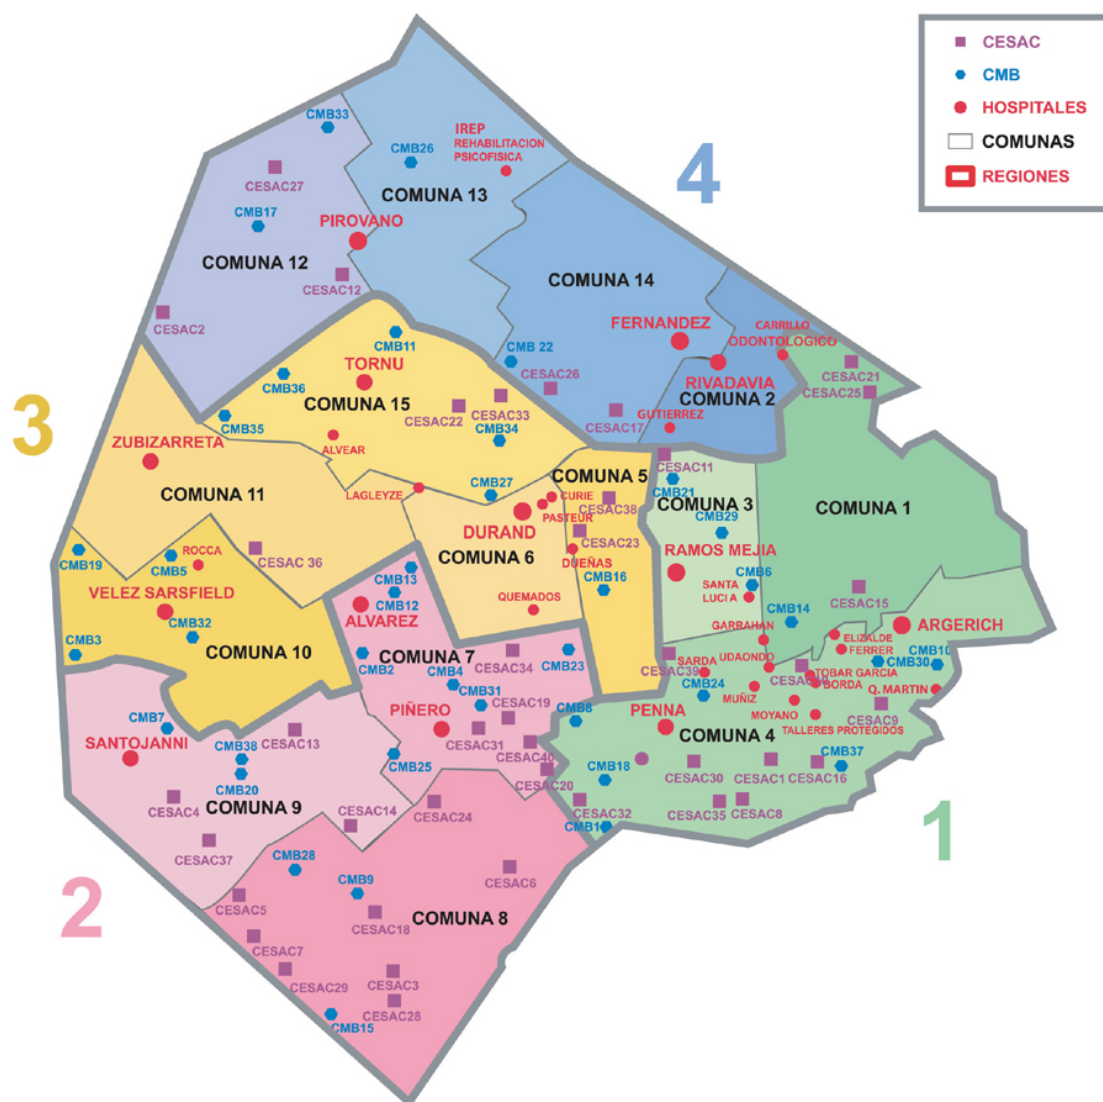 CESAC
CMB
HOSPITALES
COMUNAS
REGIONES
CMB33
CMB26
IREP
REHABILITACION
PSICOFISICA
4
CESAC27
COMUNA 13
CMB17
PIROVANO
COMUNA 12
CESAC12
COMUNA 14
CESAC2
FERNANDEZ
CARRILLO
ODONTOLOGICO
CMB11
CMB 22
TORNU
CMB36
CESAC26
RIVADAVIA
COMUNA 2
CESAC21
CESAC25
COMUNA 15
CESAC33
CESAC22
CESAC17
GUTIERREZ
3
CMB35
CMB34
ZUBIZARRETA
ALVEAR
CESAC11
COMUNA 5
CMB21
COMUNA 11
LAGLEYZE
CMB27
CURIE
CESAC38
PASTEUR
COMUNA 3
COMUNA 1
DURAND
CMB29
CESAC23
CMB19
ROCCA
CMB5
CESAC 36
COMUNA 6
DUEÑAS
RAMOS MEJIA
CMB13
CMB16
SANTA
LUCIA
CMB6
VELEZ SARSFIELD
CMB12
QUEMADOS
CESAC15
ALVAREZ
CMB14
CMB32
GARRAHAN
ARGERICH
CMB3
COMUNA 10
ELIZALDE
FERRER
COMUNA 7
CMB2
CESAC34
CMB23
CESAC39
SARDA
UDAONDO
CMB30
CMB10
CMB4
TOBAR GARCIA
BORDA
CMB24
MUÑIZ
Q. MARTIN
CMB31
CESAC19
MOYANO
CESAC9
CMB7
CMB8
PIÑERO
PENNA
TALLERES PROTEGIDOS
SANTOJANNI
CESAC13
CESAC31
COMUNA 4
CMB38
CESAC40
CMB25
CMB18
CESAC30
CESAC1
CESAC16
CMB37
CESAC20
CMB20
CESAC4
COMUNA 9
CESAC14
CESAC24
CESAC32
CESAC35
CESAC8
1
CESAC37
CMB28
CESAC6
2
CMB9
CESAC5
CESAC18
COMUNA 8
CESAC7
CESAC29
CESAC3
CESAC28
CMB15